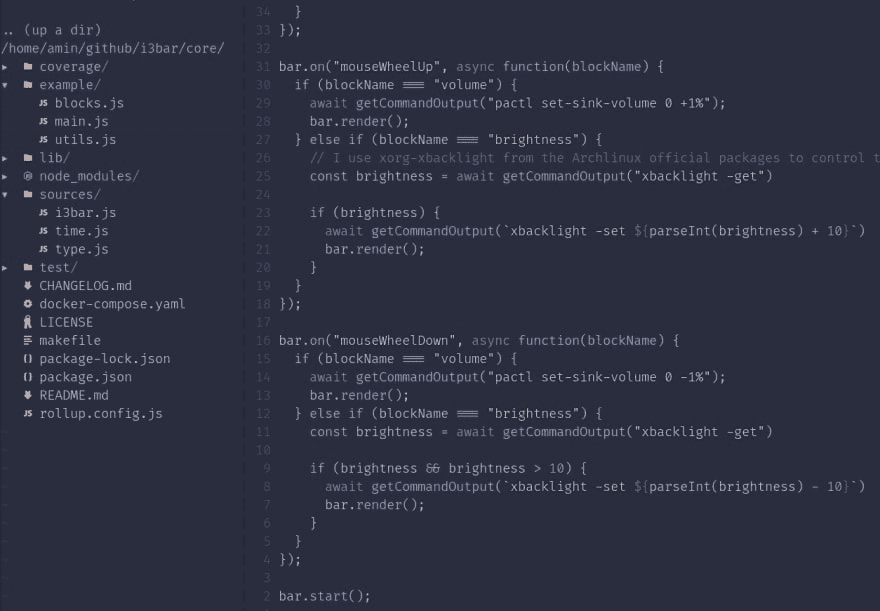 .. (up a dir)
/home/amin/github/i3bar/core/
▸ coverage/
▾ example/
JS blocks.js
JS main.js
JS utils.js
▸ lib/
▸ node_modules/
▾ sources/
JS i3bar.js
JS time.js
JS type.js
▸ test/
CHANGELOG.md
docker-compose.yaml
LICENSE
makefile
{} package-lock.json
{} package.json
README.md
JS rollup.config.js
34   }
33 });
32
31 bar.on("mouseWheelUp", async function(blockName) {
30   if (blockName === "volume") {
29     await getCommandOutput("pactl set-sink-volume 0 +1%");
28     bar.render();
27   } else if (blockName === "brightness") {
26     // I use xorg-xbacklight from the Archlinux official packages to control t
25     const brightness = await getCommandOutput("xbacklight -get")
24
23     if (brightness) {
22       await getCommandOutput(`xbacklight -set ${parseInt(brightness) + 10}`)
21       bar.render();
20     }
19   }
18 });
17
16 bar.on("mouseWheelDown", async function(blockName) {
15   if (blockName === "volume") {
14     await getCommandOutput("pactl set-sink-volume 0 -1%");
13     bar.render();
12   } else if (blockName === "brightness") {
11     const brightness = await getCommandOutput("xbacklight -get")
10
9     if (brightness && brightness > 10) {
8       await getCommandOutput(`xbacklight -set ${parseInt(brightness) - 10}`)
7       bar.render();
6     }
5   }
4 });
3
2 bar.start();